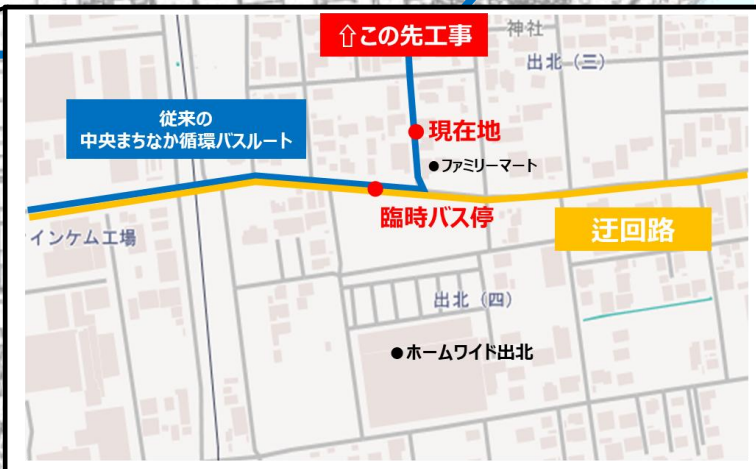 ⇧この先工事
神社
出北（三）
従来の
中央まちなか循環バスルート
●現在地
●ファミリーマート
臨時バス停
インケム工場
迂回路
出北（四）
●ホームワイド出北